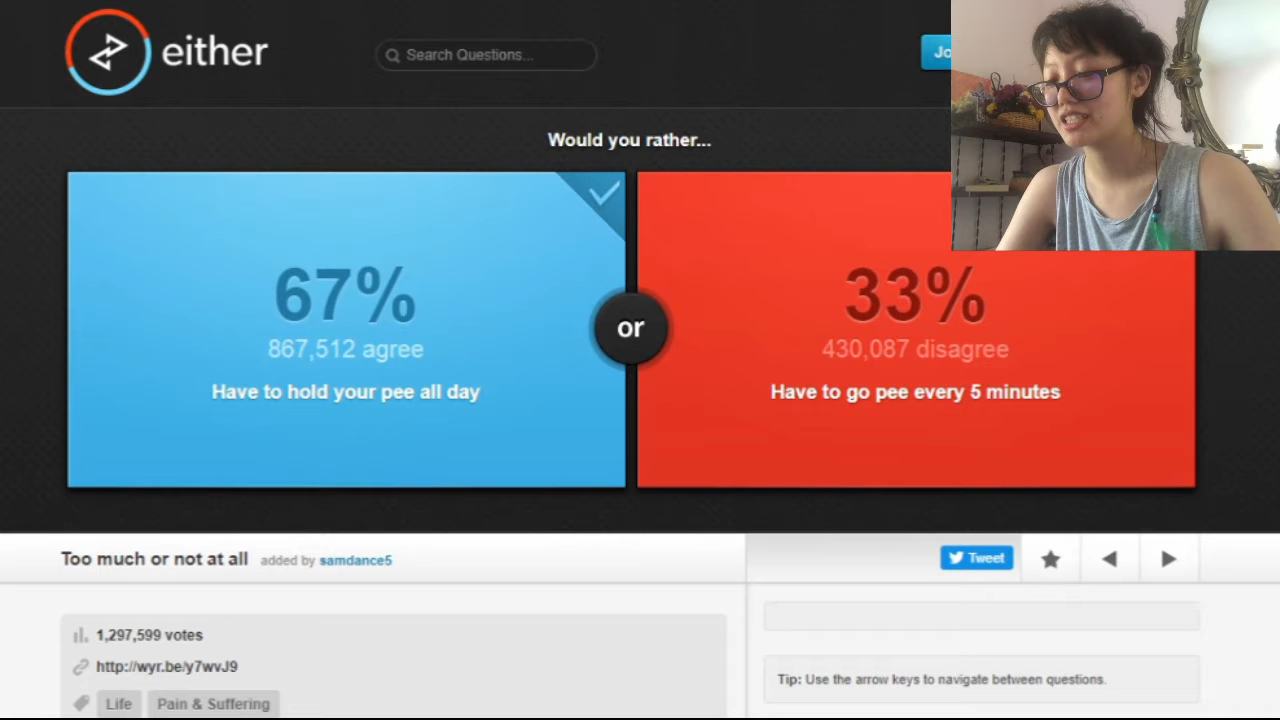 either
Search Questions...
Jo
Would you rather...
67%
867,512 agree
Have to hold your pee all day
or
33%
430,087 disagree
Have to go pee every 5 minutes
Too much or not at all added by samdance5
Tweet
1,297,599 votes
http://wyr.be/y7wvJ9
Life Pain & Suffering
Tip: Use the arrow keys to navigate between questions.